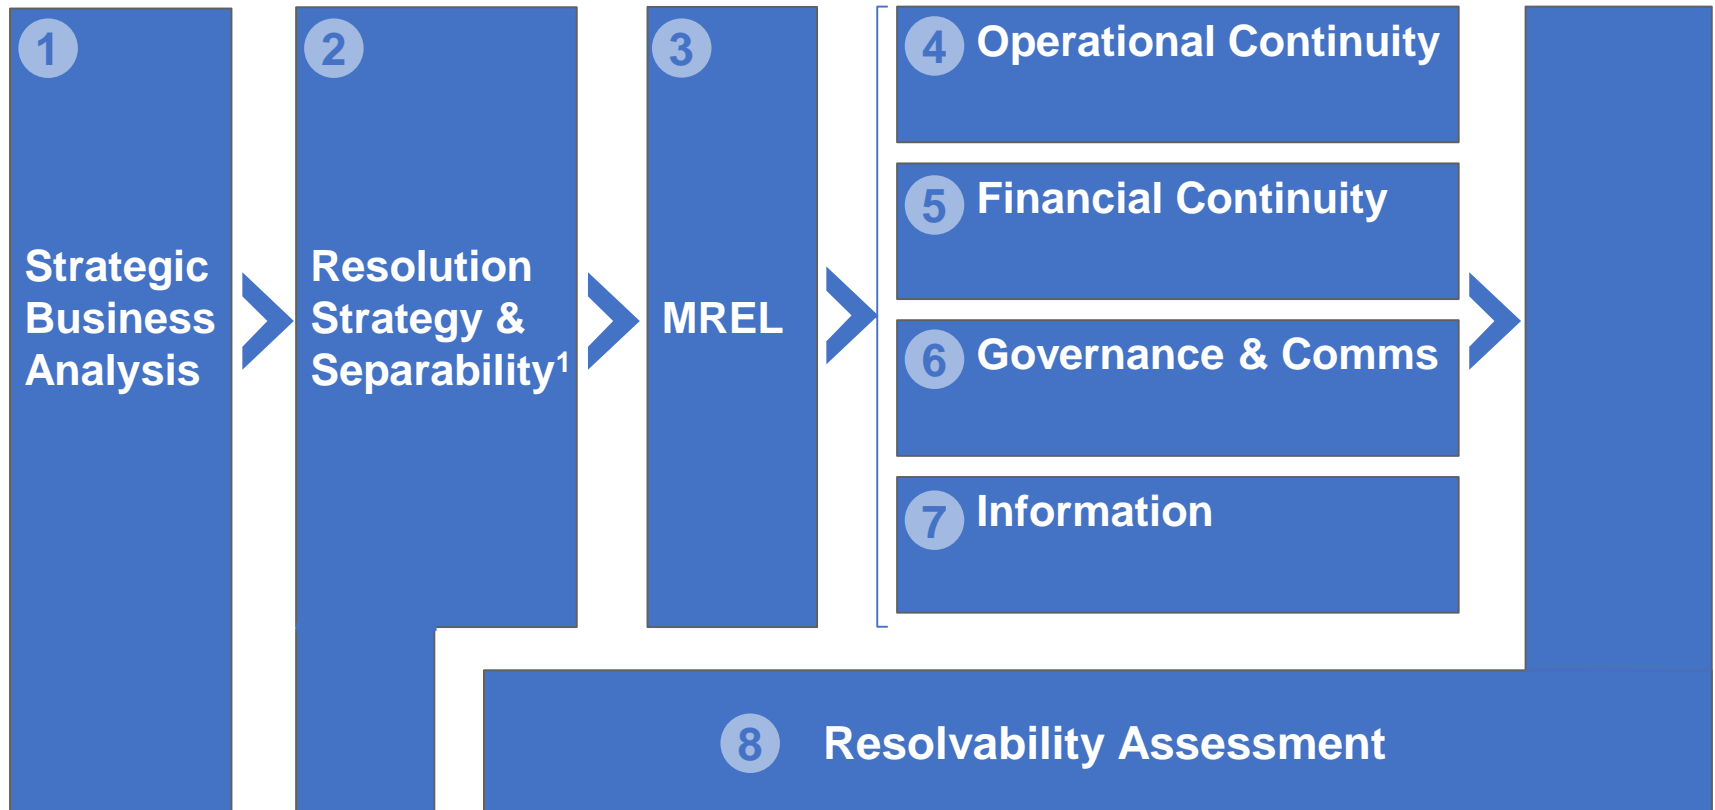 1
Strategic
Business
Analysis
2
Resolution
Strategy &
Separability¹
3
MREL
4 Operational Continuity
5 Financial Continuity
6 Governance & Comms
7 Information
8 Resolvability Assessment